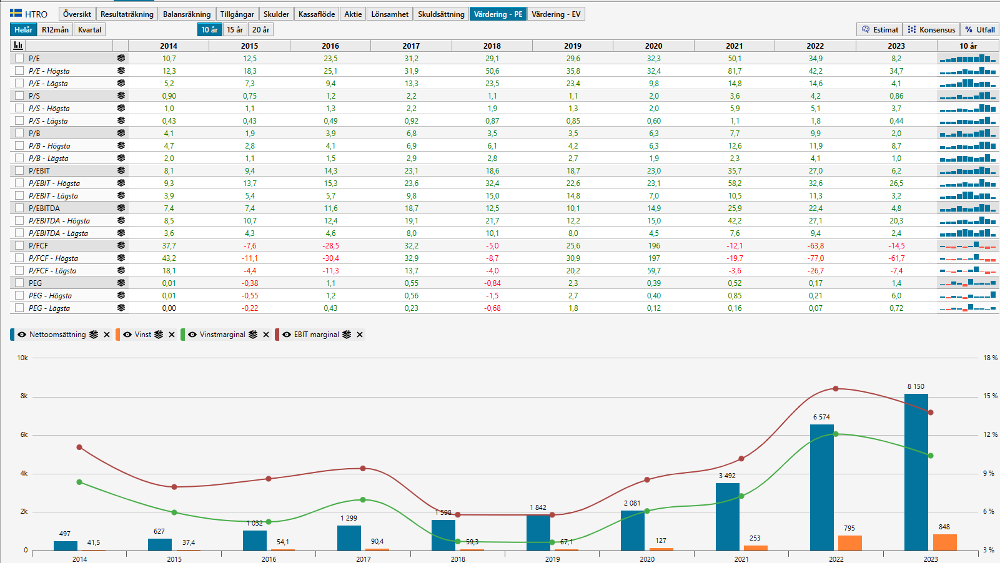 HTRO Översikt Resultaträkning Balansräkning Tillgångar Skulder Kassaflöde Aktie Lönsamhet Skuldsättning Värdering - PE Värdering - EV
Helår R12mån Kvartal 10 år 15 år 20 år Estimat Konsensus % Utfall
2014 2015 2016 2017 2018 2019 2020 2021 2022 2023 10 år
P/E 10,7 12,5 23,5 31,2 29,1 29,6 32,3 50,1 34,9 8,2
P/E - Högsta 12,3 18,3 25,1 31,9 50,6 35,8 32,4 81,7 42,2 34,7
P/E - Lägsta 5,2 7,3 9,4 13,3 23,5 23,4 9,8 14,8 14,6 4,1
P/S 0,90 0,75 1,2 2,2 1,1 1,1 2,0 3,6 4,2 0,86
P/S - Högsta 1,0 1,1 1,3 2,2 1,9 1,3 2,0 5,9 5,1 3,7
P/S - Lägsta 0,43 0,43 0,49 0,92 0,87 0,85 0,60 1,1 1,8 0,44
P/B 4,1 1,9 3,9 6,8 3,5 3,5 6,3 7,7 9,9 2,0
P/B - Högsta 4,7 2,8 4,1 6,9 6,1 4,2 6,3 12,6 11,9 8,7
P/B - Lägsta 2,0 1,1 1,5 2,9 2,8 2,7 1,9 2,3 4,1 1,0
P/EBIT 8,1 9,4 14,3 23,1 18,6 18,7 23,0 35,7 27,0 6,2
P/EBIT - Högsta 9,3 13,7 15,3 23,6 32,4 22,6 23,1 58,2 32,6 26,5
P/EBIT - Lägsta 3,9 5,4 5,7 9,8 15,0 14,8 7,0 10,5 11,3 3,2
P/EBITDA 7,4 7,4 11,6 18,7 12,5 10,1 14,9 25,9 22,4 4,8
P/EBITDA - Högsta 8,5 10,7 12,4 19,1 21,7 12,2 15,0 42,2 27,1 20,3
P/EBITDA - Lägsta 3,6 4,3 4,6 8,0 10,1 8,0 4,5 7,6 9,4 2,4
P/FCF 37,7 -7,6 -28,5 32,2 -5,0 25,6 196 -12,1 -63,8 -14,5
P/FCF - Högsta 43,2 -11,1 -30,4 32,9 -8,7 30,9 197 -19,7 -77,0 -61,7
P/FCF - Lägsta 18,1 -4,4 -11,3 13,7 -4,0 20,2 59,7 -3,6 -26,7 -7,4
PEG 0,01 -0,38 1,1 0,55 -0,84 2,3 0,39 0,52 0,17 1,4
PEG - Högsta 0,01 -0,55 1,2 0,56 -1,5 2,7 0,40 0,85 0,21 6,0
PEG - Lägsta 0,00 -0,22 0,43 0,23 -0,68 1,8 0,12 0,16 0,07 0,72
Nettoomsättning Vinst Vinstmarginal EBIT marginal
10k 18 %
8 150
8k 15 %
6 574
6k 12 %
3 492
4k 9 %
2 081
1 842
1 598
2k 6 %
1 299
1 032
627
497
848
795
253
127
67,1
59,3
90,4
54,1
37,4
41,5
0 3 %
2014 2015 2016 2017 2018 2019 2020 2021 2022 2023